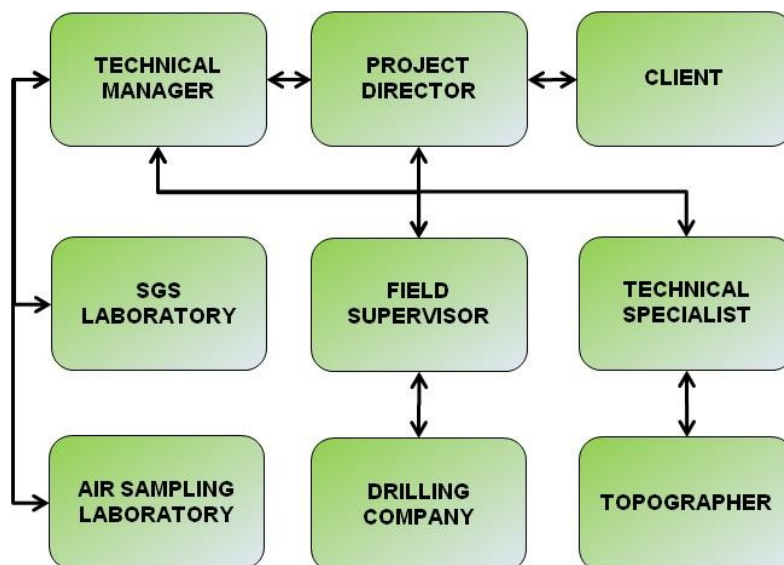 TECHNICAL
MANAGER
PROJECT
DIRECTOR
CLIENT
SGS
LABORATORY
FIELD
SUPERVISOR
TECHNICAL
SPECIALIST
AIR SAMPLING
LABORATORY
DRILLING
COMPANY
TOPOGRAPHER